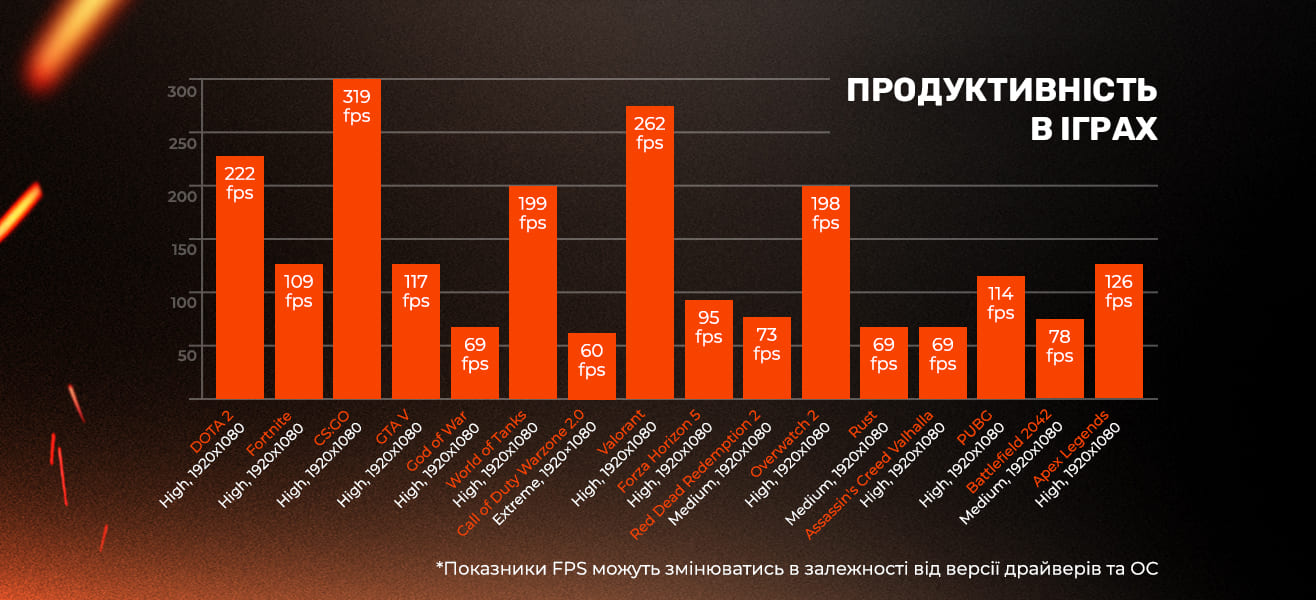 ПРОДУКТИВНІСТЬ
В ІГРАХ
300
250
200
150
100
50
222
fps
109
fps
319
fps
117
fps
69
fps
199
fps
60
fps
262
fps
95
fps
73
fps
198
fps
69
fps
69
fps
114
fps
78
fps
126
fps
DOTA 2
High, 1920x1080
Fortnite
High, 1920x1080
CS:GO
High, 1920x1080
GTA V
High, 1920x1080
God of War
High, 1920x1080
World of Tanks
High, 1920x1080
Call of Duty Warzone 2.0
Extreme, 1920x1080
Valorant
High, 1920x1080
Forza Horizon 5
High, 1920x1080
Red Dead Redemption 2
Medium, 1920x1080
Overwatch 2
High, 1920x1080
Rust
Medium, 1920x1080
Assassin's Creed Valhalla
High, 1920x1080
PUBG
High, 1920x1080
Battlefield 2042
Medium, 1920x1080
Apex Legends
High, 1920x1080
*Показники FPS можуть змінюватись в залежності від версії драйверів та ОС